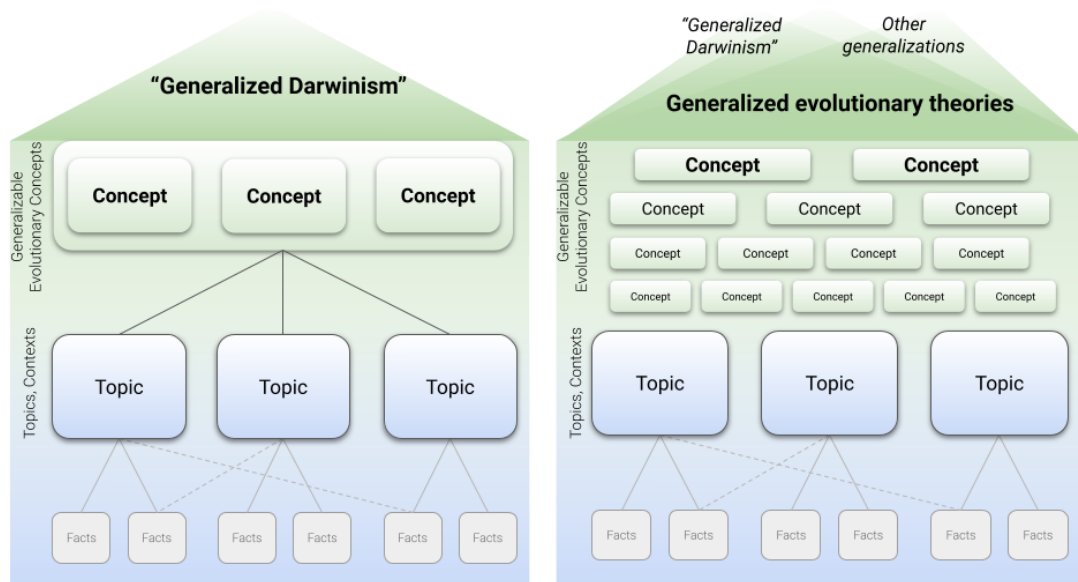 “Generalized Darwinism”
Generalizable
Evolutionary Concepts
Concept
Concept
Concept
Topics, Contexts
Topic
Topic
Topic
Facts
Facts
Facts
Facts
Facts
Facts
“Generalized
Darwinism”
Other
generalizations
Generalized evolutionary theories
Generalizable
Evolutionary Concepts
Concept
Concept
Concept
Concept
Concept
Concept
Concept
Concept
Concept
Concept
Concept
Concept
Concept
Concept
Topics, Contexts
Topic
Topic
Topic
Facts
Facts
Facts
Facts
Facts
Facts